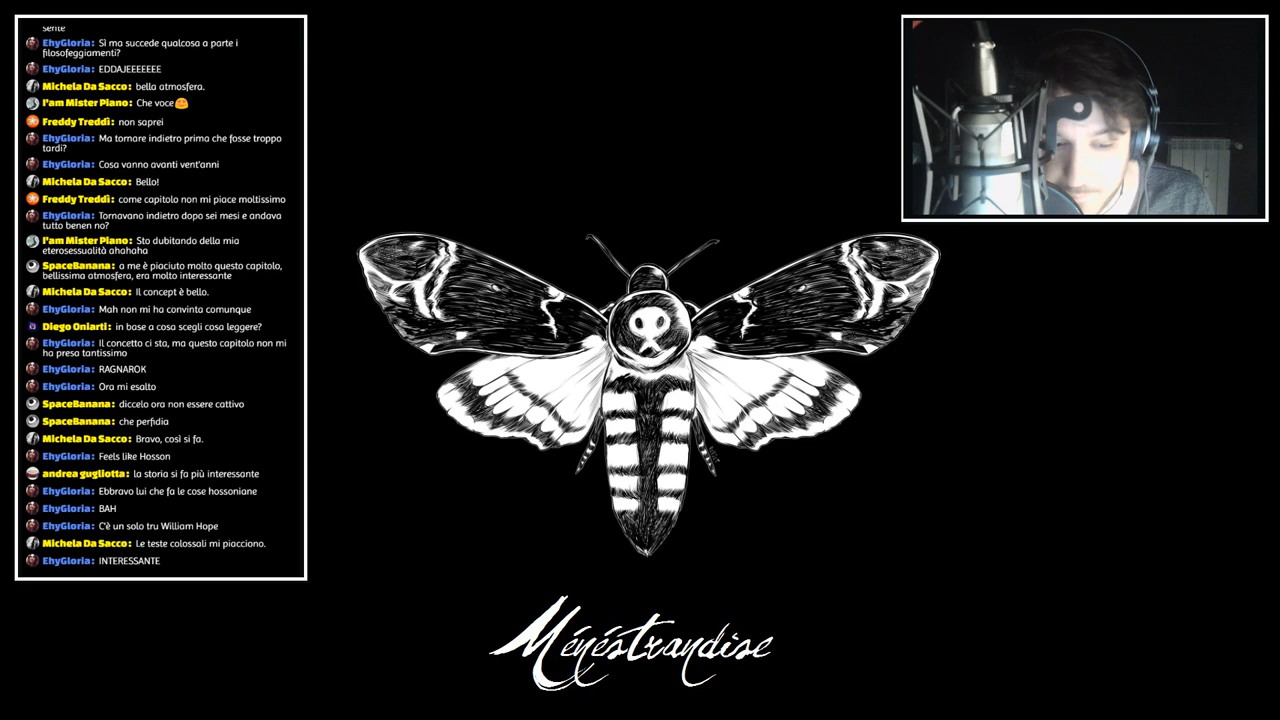 sente
EhyGloria: Sì ma succede qualcosa a parte i
filosofeggiamenti?
EhyGloria: EDDAJEEEEEEE
Michela Da Sacco: bella atmosfera.
I'am Mister Piano: Che voce
Freddy Treddì: non saprei
EhyGloria: Ma tornare indietro prima che fosse troppo
tardi?
EhyGloria: Cosa vanno avanti vent'anni
Michela Da Sacco: Bello!
Freddy Treddì: come capitolo non mi piace moltissimo
EhyGloria: Tornavano indietro dopo sei mesi e andava
tutto benen no?
I'am Mister Piano: Sto dubitando della mia
eterosessualità ahahaha
SpaceBanana: a me è piaciuto molto questo capitolo,
bellissima atmosfera, era molto interessante
Michela Da Sacco: Il concept è bello.
EhyGloria: Mah non mi ha convinta comunque
Diego Oniarti: in base a cosa scegli cosa leggere?
EhyGloria: Il concetto ci sta, ma questo capitolo non mi
ha presa tantissimo
EhyGloria: RAGNAROK
EhyGloria: Ora mi esalto
SpaceBanana: diccelo ora non essere cattivo
SpaceBanana: che perfidia
Michela Da Sacco: Bravo, così si fa.
EhyGloria: Feels like Hosson
andrea gugliotta: la storia si fa più interessante
EhyGloria: Ebbravo lui che fa le cose hossoniane
EhyGloria: BAH
EhyGloria: C'è un solo tru William Hope
Michela Da Sacco: Le teste colossali mi piacciono.
EhyGloria: INTERESSANTE
Ménéstrandise